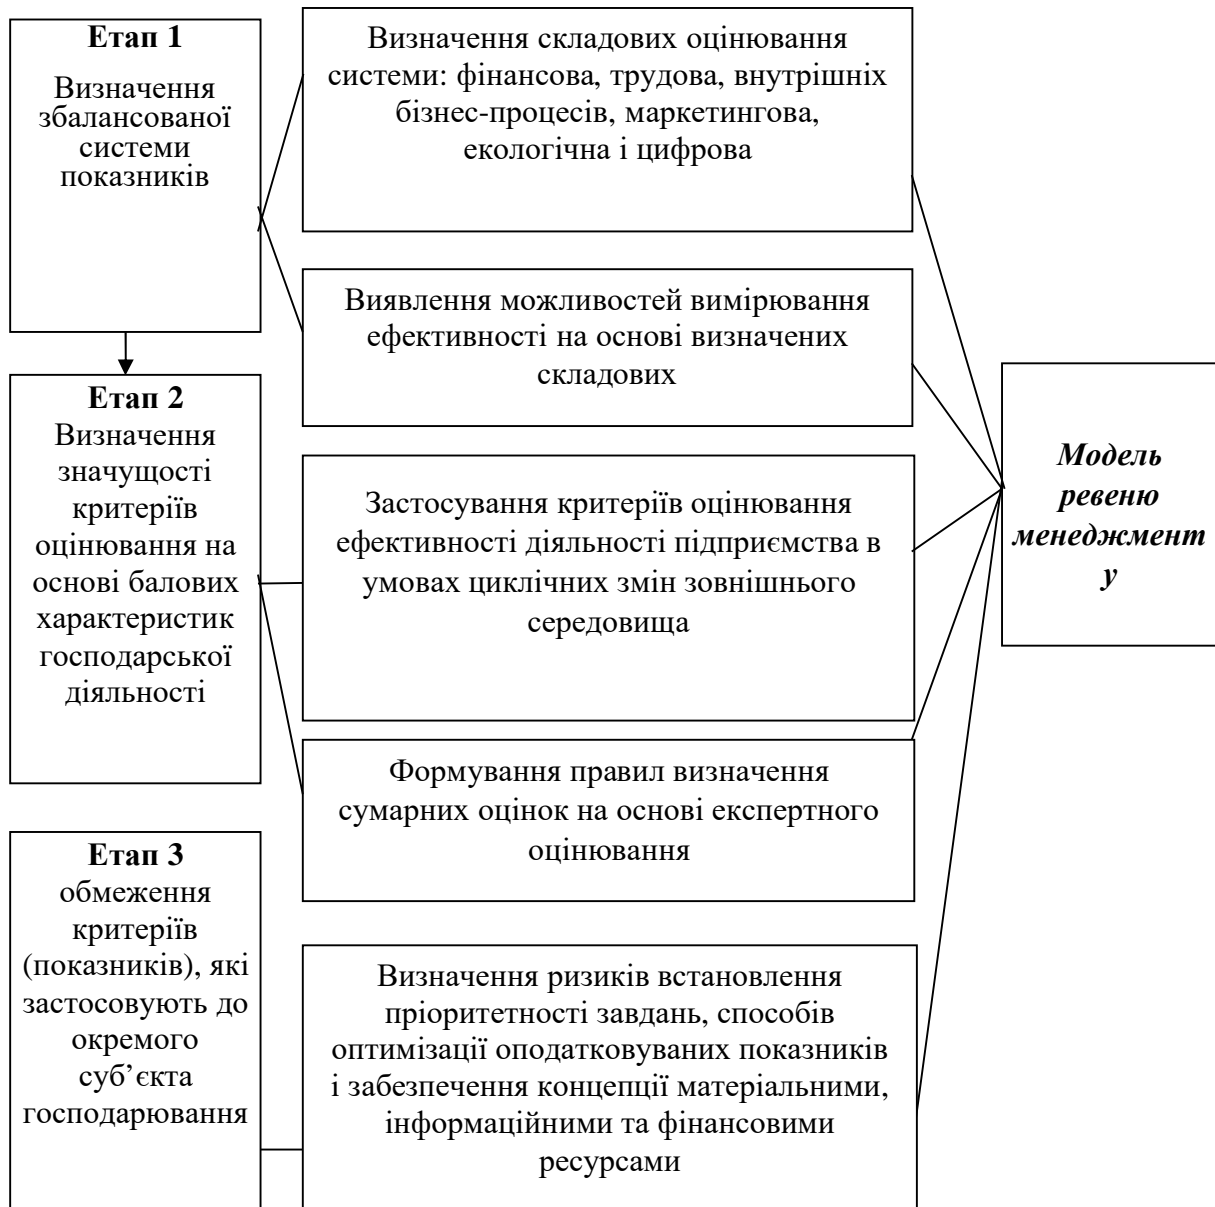 Етап 1
Визначення
збалансованої
системи
показників
Визначення складових оцінювання
системи: фінансова, трудова, внутрішніх
бізнес-процесів, маркетингова,
екологічна і цифрова
Виявлення можливостей вимірювання
ефективності на основі визначених
складових
Етап 2
Визначення
значущості
критеріїв
оцінювання на
основі балових
характеристик
господарської
діяльності
Застосування критеріїв оцінювання
ефективності діяльності підприємства в
умовах циклічних змін зовнішнього
середовища
Формування правил визначення
сумарних оцінок на основі експертного
оцінювання
Етап 3
обмеження
критеріїв
(показників), які
застосовують до
окремого
суб’єкта
господарювання
Визначення ризиків встановлення
пріоритетності завдань, способів
оптимізації оподатковуваних показників
і забезпечення концепції матеріальними,
інформаційними та фінансовими
ресурсами
Модель
ревеню
менеджмент
у